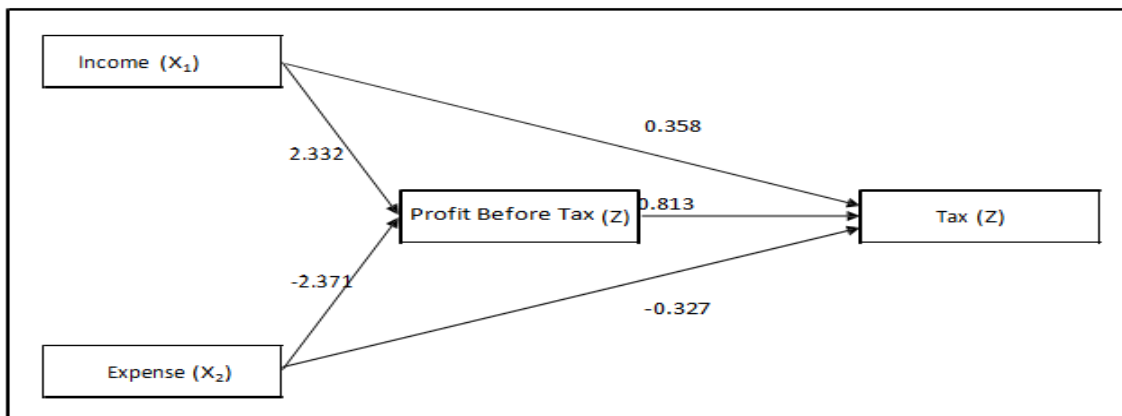 Income (X₁)
0.358
2.332
Profit Before Tax (Z)
0.813
Tax (Z)
-2.371
-0.327
Expense (X₂)